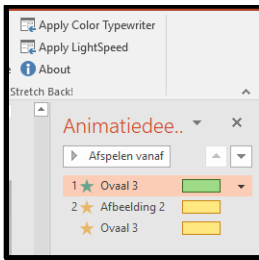 Apply Color Typewriter
Apply LightSpeed
e About
Stretch Back!
Animatiedee..
Afspelen vanaf
1 Ovaal 3
2 Afbeelding 2
Ovaal 3